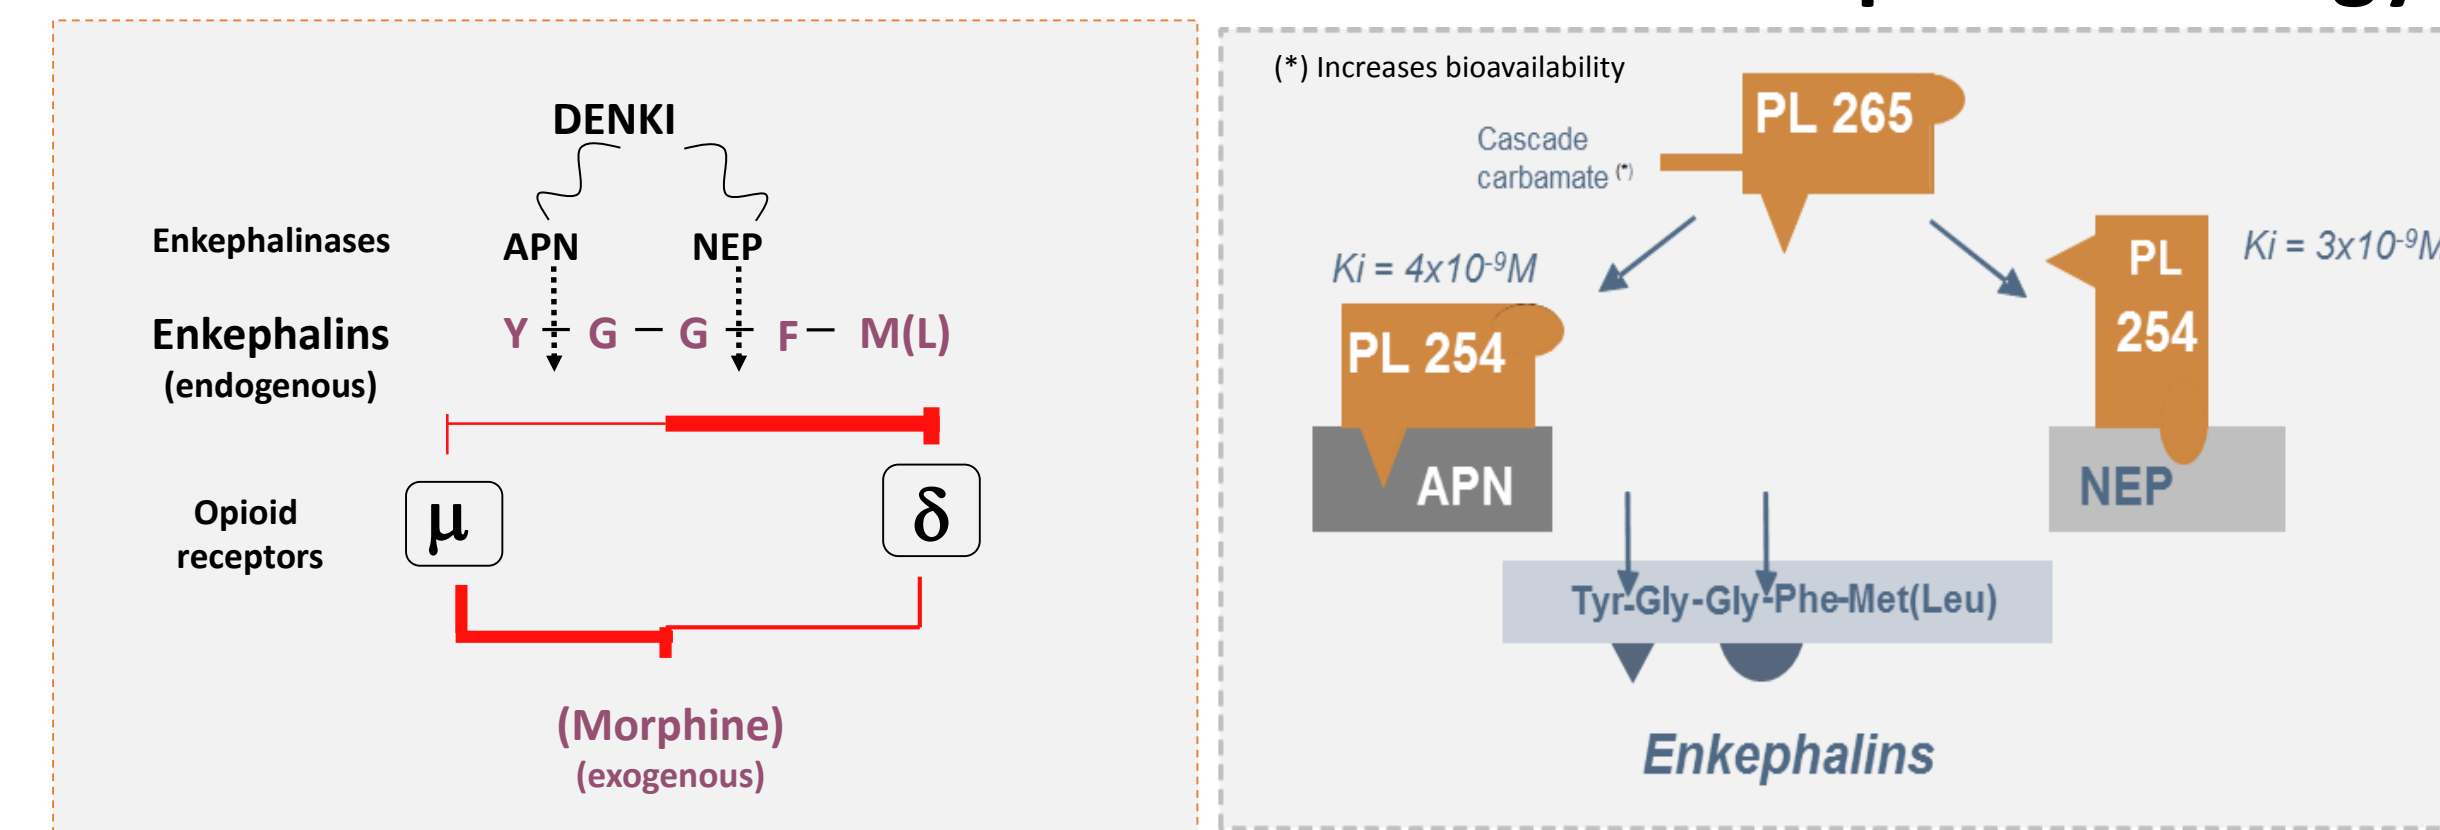 DENKI
Enkephalinases
APN
NEP
Enkephalins
(endogenous)
Y – G – G – F – M(L)
Opioid
receptors
μ
δ
(Morphine)
(exogenous)
(*) Increases bioavailability
PL 265
Cascade
carbamate (*)
Ki = 4x10⁻⁹M
PL 254
APN
PL
254
Ki = 3x10⁻⁹M
NEP
Tyr-Gly-Gly-Phe-Met(Leu)
Enkephalins